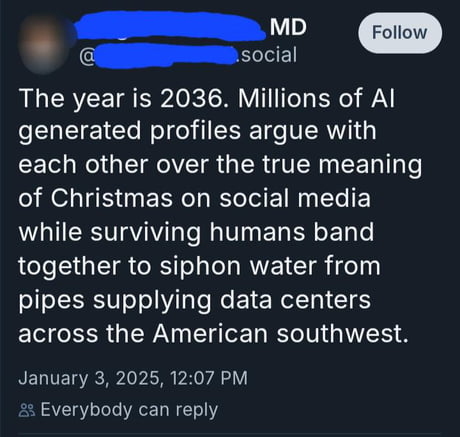 MD
Follow
@
.social
The year is 2036. Millions of AI
generated profiles argue with
each other over the true meaning
of Christmas on social media
while surviving humans band
together to siphon water from
pipes supplying data centers
across the American southwest.
January 3, 2025, 12:07 PM
Everybody can reply